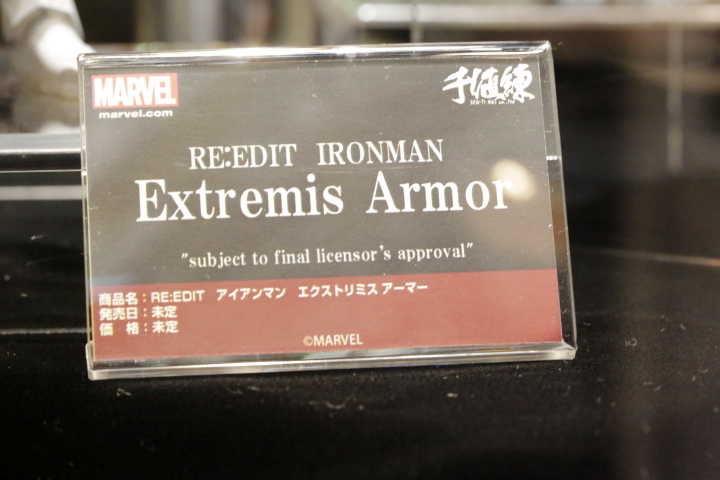 MARVEL
marvel.com
千値練
SEN-TI-NEL co.,ltd
RE:EDIT IRONMAN
Extremis Armor
"subject to final licensor's approval"
商品名：RE:EDIT アイアンマン エクストリミス アーマー
発売日：未定
価 格：未定
©MARVEL